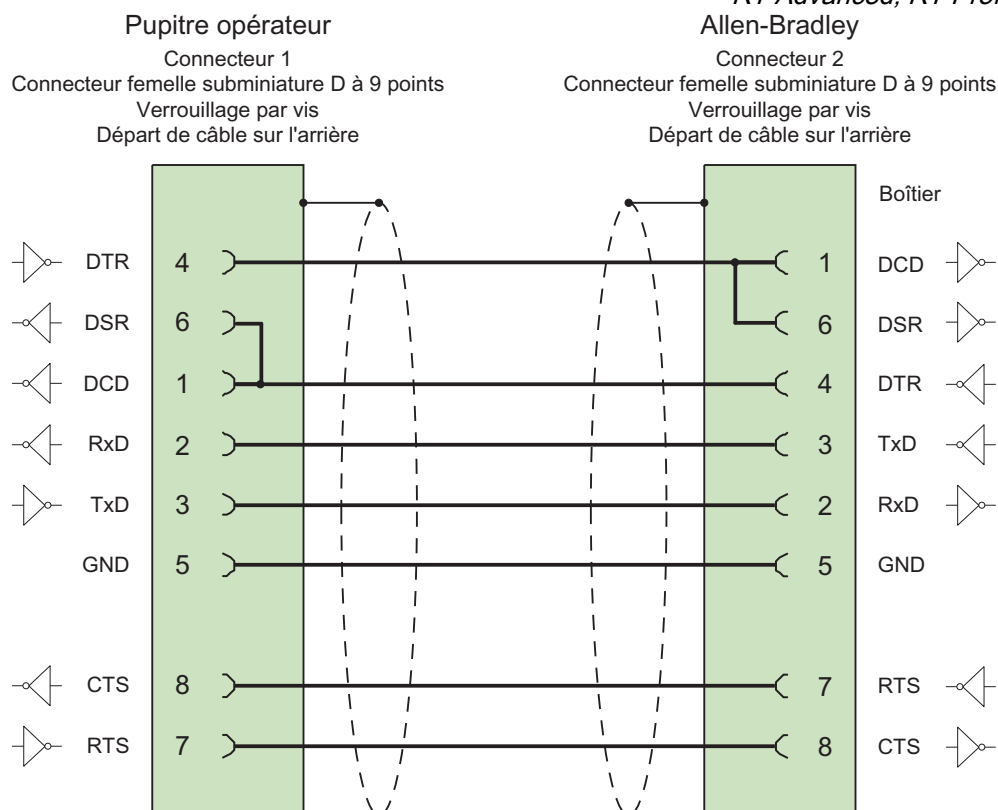 Pupitre opérateur
Connecteur 1
Connecteur femelle subminiature D à 9 points
Verrouillage par vis
Départ de câble sur l'arrière
Allen-Bradley
Connecteur 2
Connecteur femelle subminiature D à 9 points
Verrouillage par vis
Départ de câble sur l'arrière
Boîtier
DTR 4 1 DCD
DSR 6 6 DSR
DCD 1 4 DTR
RxD 2 3 TxD
TxD 3 2 RxD
GND 5 5 GND
CTS 8 7 RTS
RTS 7 8 CTS